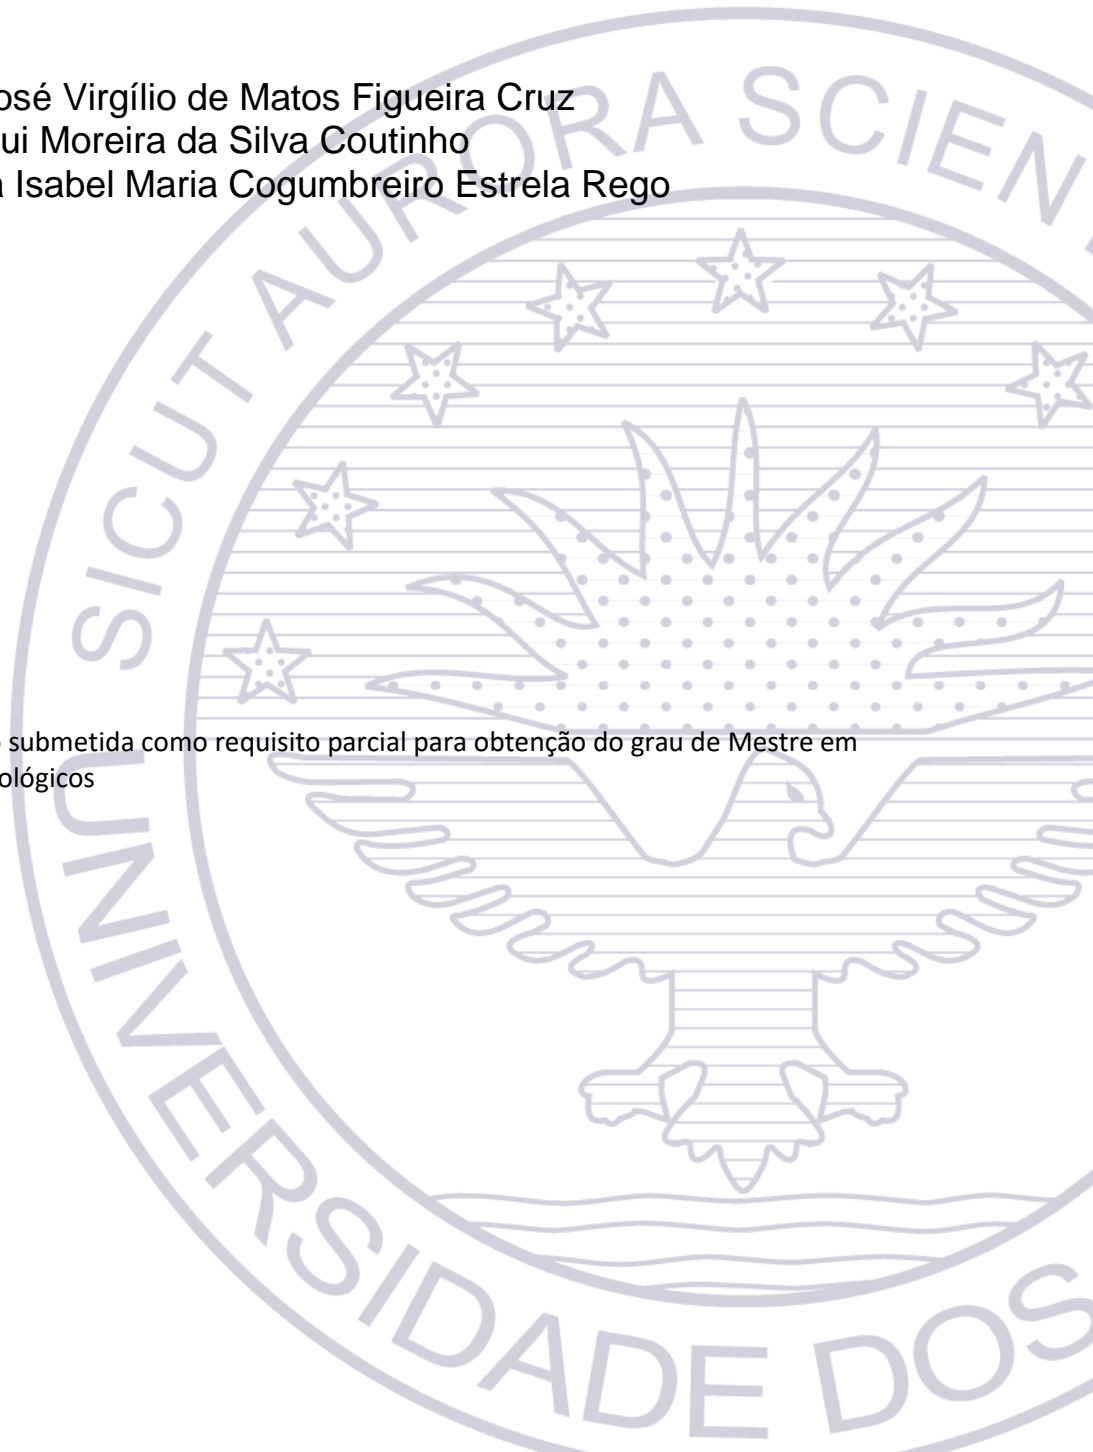 osé Virgílio de Matos Figueira Cruz
ui Moreira da Silva Coutinho
a Isabel Maria Cogumbreiro Estrela Rego
SICUT AURORA SCIEN
o submetida como requisito parcial para obtenção do grau de Mestre em
ológicos
UNIVERSIDADE DOS